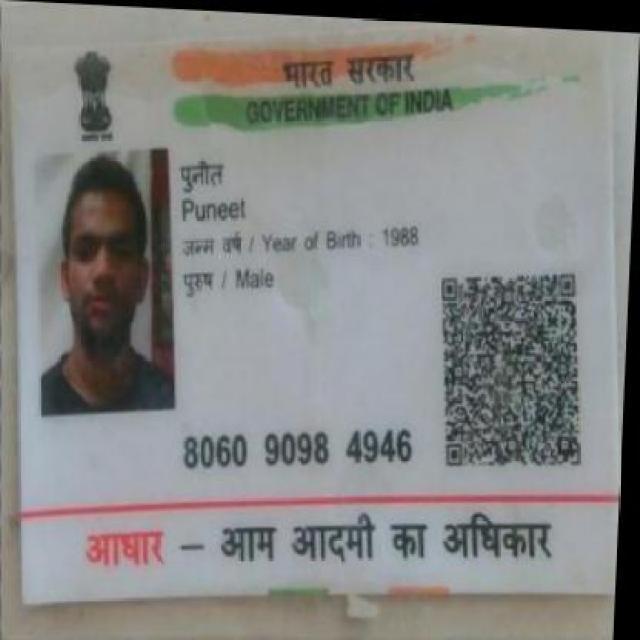 भारत सरकार
GOVERNMENT OF INDIA
पुनीत
Puneet
जन्म वर्ष / Year of Birth : 1988
पुरुष / Male
8060 9098 4946
आधार – आम आदमी का अधिकार